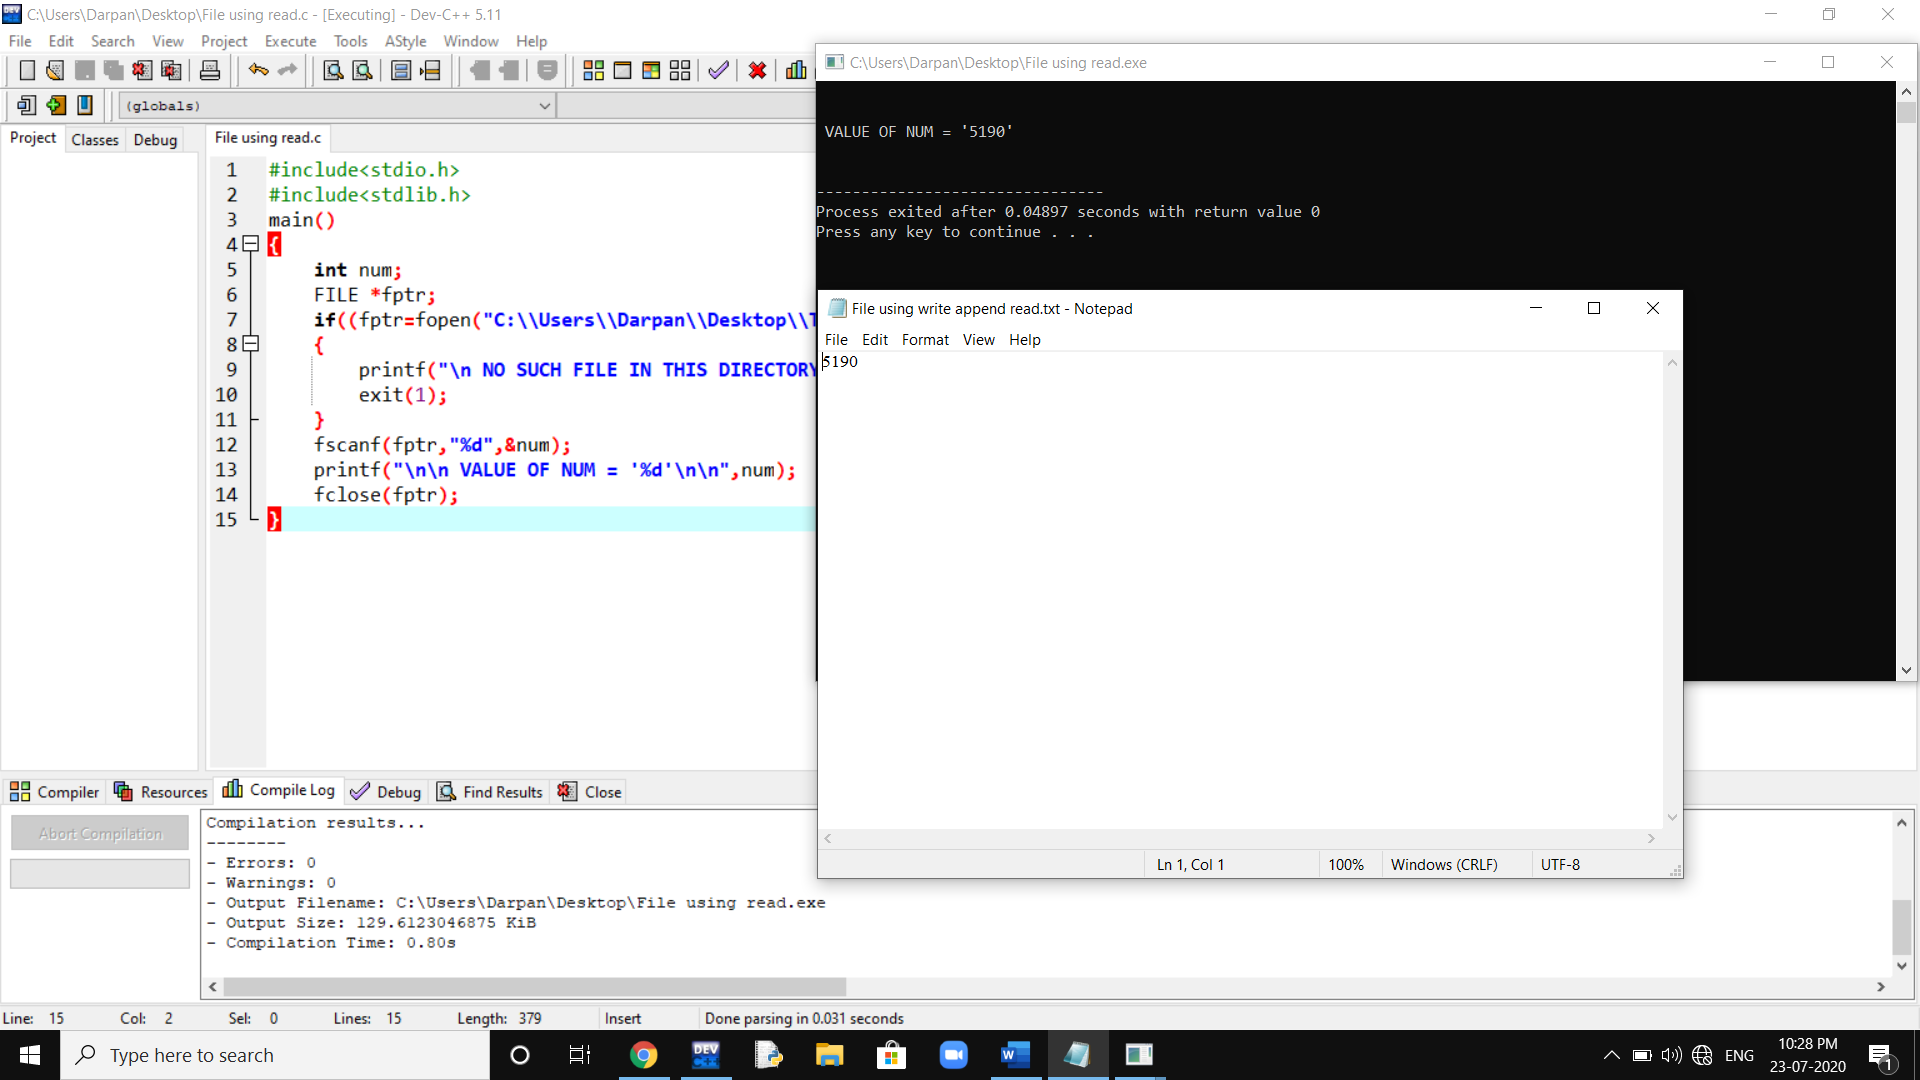 C:\Users\Darpan\Desktop\File using read.c - [Executing] - Dev-C++ 5.11
File Edit Search View Project Execute Tools AStyle Window Help
(globals)
Project Classes Debug
File using read.c
1 #include<stdio.h>
2 #include<stdlib.h>
3 main()
4 {
5 int num;
6 FILE *fptr;
7 if((fptr=fopen("C:\\Users\\Darpan\\Desktop\\
8 {
9 printf("\n NO SUCH FILE IN THIS DIRECTORY
10 exit(1);
11 }
12 fscanf(fptr,"%d",&num);
13 printf("\n\n VALUE OF NUM = '%d'\n\n",num);
14 fclose(fptr);
15 }
C:\Users\Darpan\Desktop\File using read.exe
VALUE OF NUM = '5190'
--------------------------------
Process exited after 0.04897 seconds with return value 0
Press any key to continue . . .
File using write append read.txt - Notepad
File Edit Format View Help
5190
Ln 1, Col 1 100% Windows (CRLF) UTF-8
Compiler Resources Compile Log Debug Find Results Close
Abort Compilation
Compilation results...
--------
- Errors: 0
- Warnings: 0
- Output Filename: C:\Users\Darpan\Desktop\File using read.exe
- Output Size: 129.6123046875 KiB
- Compilation Time: 0.80s
Line: 15 Col: 2 Sel: 0 Lines: 15 Length: 379 Insert Done parsing in 0.031 seconds
Type here to search
DEV C++
W
ENG
10:28 PM
23-07-2020
1